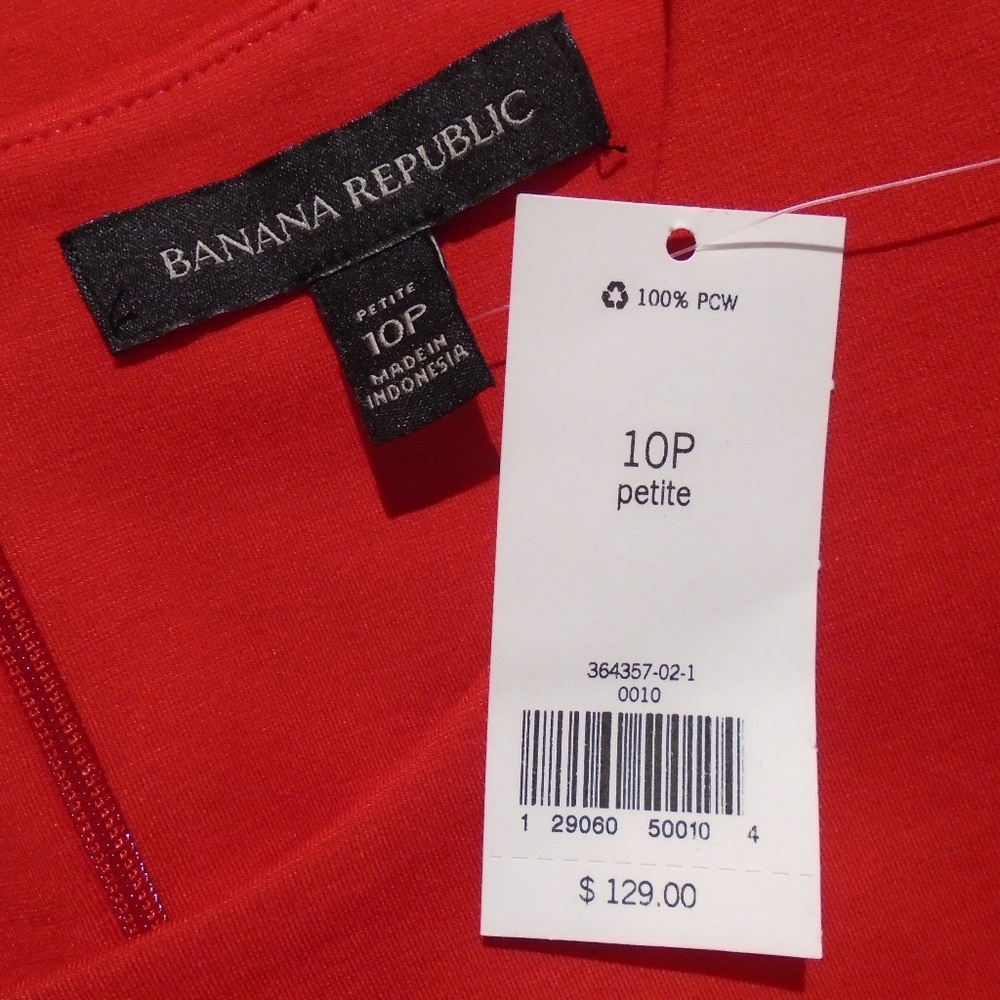 BANANA REPUBLIC
PETITE
10P
MADE IN
INDONESIA
100% PCW
10P
petite
364357-02-1
0010
1 29060 50010 4
$ 129.00